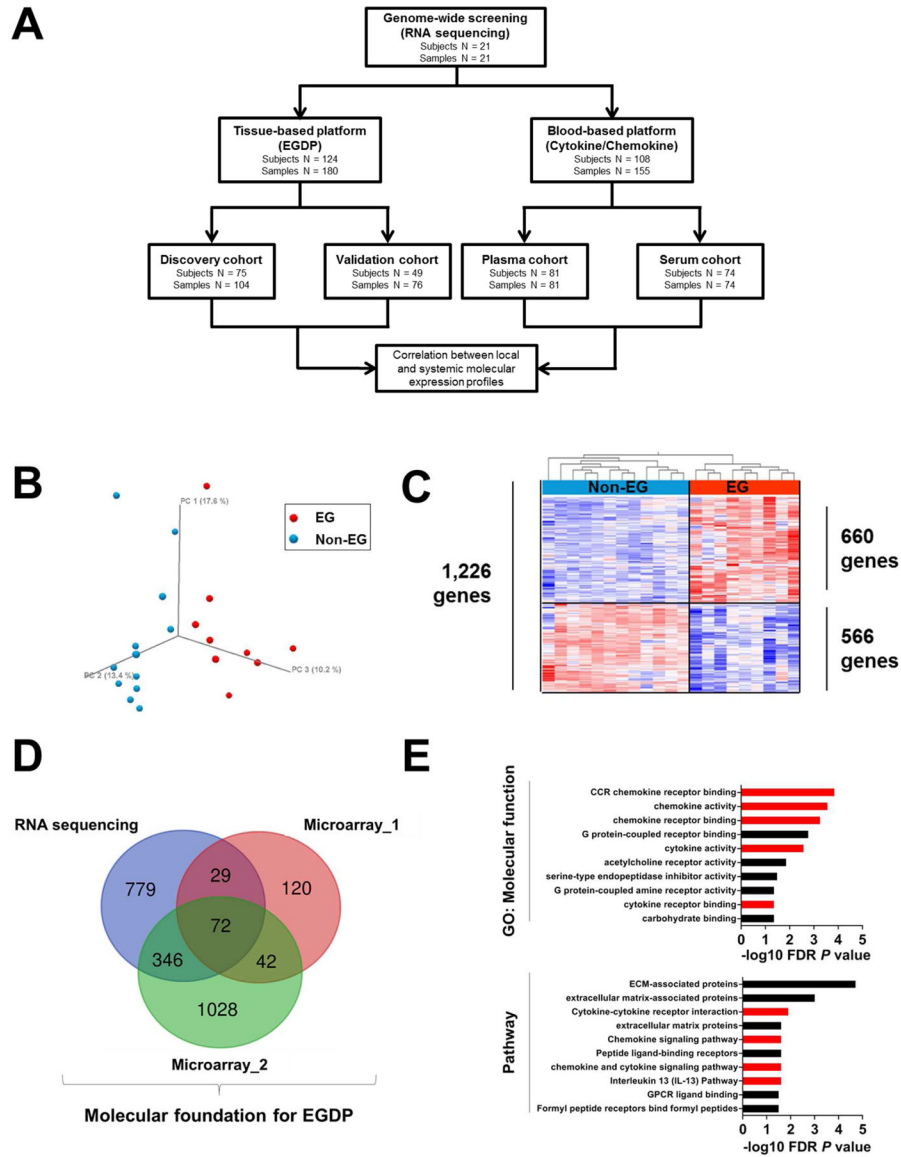 A
Genome-wide screening
(RNA sequencing)
Subjects N = 21
Samples N = 21
Tissue-based platform
(EGDP)
Subjects N = 124
Samples N = 180
Blood-based platform
(Cytokine/Chemokine)
Subjects N = 108
Samples N = 155
Discovery cohort
Subjects N = 75
Samples N = 104
Validation cohort
Subjects N = 49
Samples N = 76
Plasma cohort
Subjects N = 81
Samples N = 81
Serum cohort
Subjects N = 74
Samples N = 74
Correlation between local
and systemic molecular
expression profiles
B
PC 1 (17.6 %)
EG
Non-EG
PC 2 (13.4 %)
PC 3 (10.2 %)
C
Non-EG
EG
1,226
genes
660
genes
566
genes
D
RNA sequencing
Microarray_1
779
29
120
72
346
42
1028
Microarray_2
Molecular foundation for EGDP
E
GO: Molecular function
CCR chemokine receptor binding
chemokine activity
chemokine receptor binding
G protein-coupled receptor binding
cytokine activity
acetylcholine receptor activity
serine-type endopeptidase inhibitor activity
G protein-coupled amine receptor activity
cytokine receptor binding
carbohydrate binding
0 1 2 3 4 5
-log10 FDR P value
Pathway
ECM-associated proteins
extracellular matrix-associated proteins
Cytokine-cytokine receptor interaction
extracellular matrix proteins
Chemokine signaling pathway
Peptide ligand-binding receptors
chemokine and cytokine signaling pathway
Interleukin 13 (IL-13) Pathway
GPCR ligand binding
Formyl peptide receptors bind formyl peptides
0 1 2 3 4 5
-log10 FDR P value